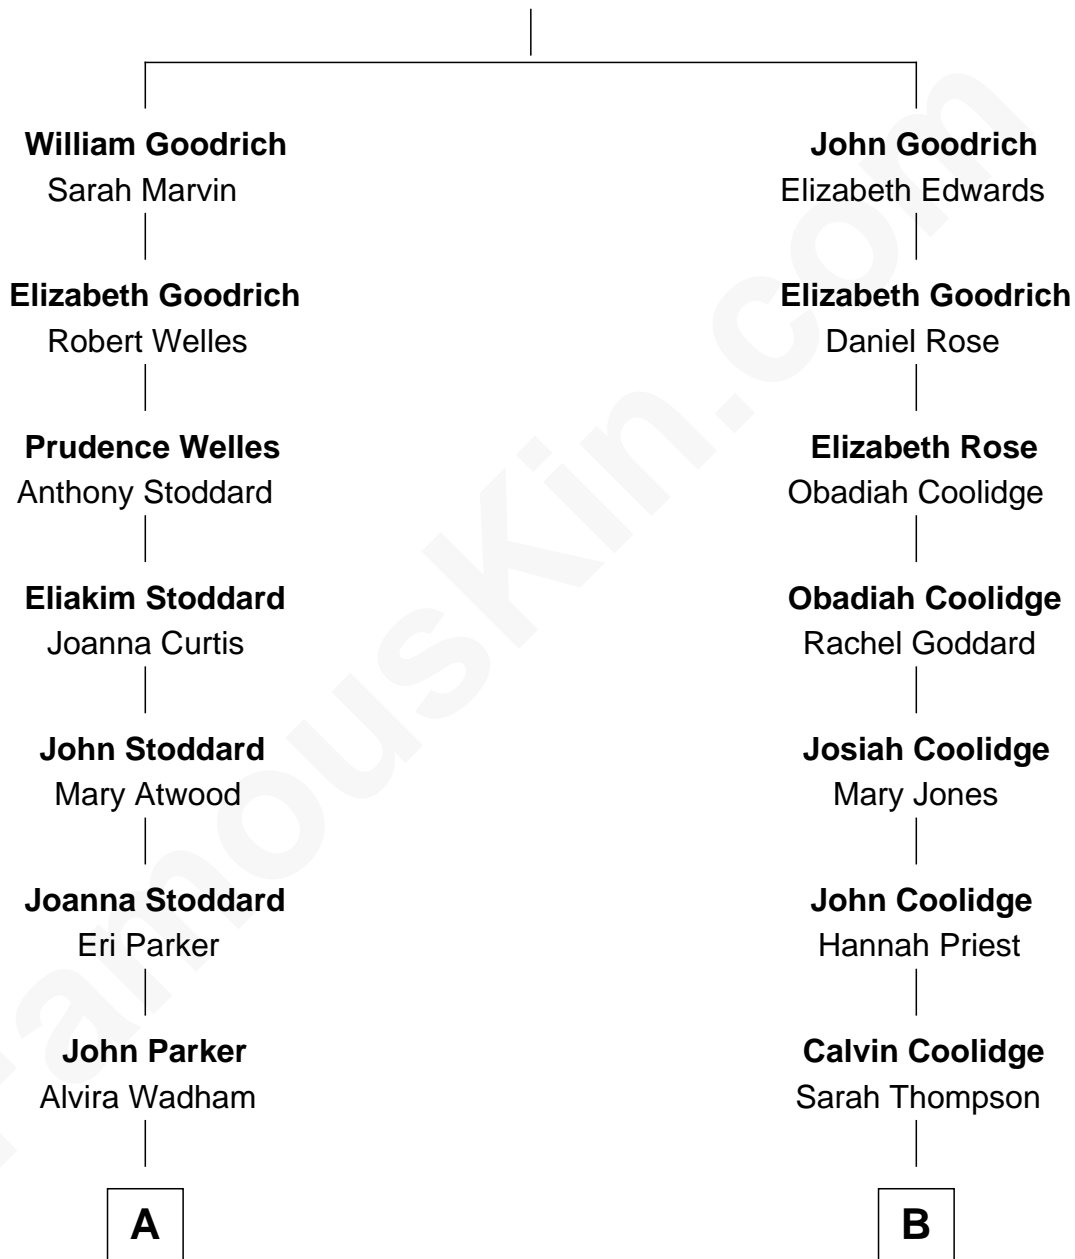 William Goodrich
Sarah Marvin
John Goodrich
Elizabeth Edwards
Elizabeth Goodrich
Robert Welles
Elizabeth Goodrich
Daniel Rose
Prudence Welles
Anthony Stoddard
Elizabeth Rose
Obadiah Coolidge
Eliakim Stoddard
Joanna Curtis
Obadiah Coolidge
Rachel Goddard
John Stoddard
Mary Atwood
Josiah Coolidge
Mary Jones
Joanna Stoddard
Eri Parker
John Coolidge
Hannah Priest
John Parker
Alvira Wadham
Calvin Coolidge
Sarah Thompson
A
B
FamousKin.com